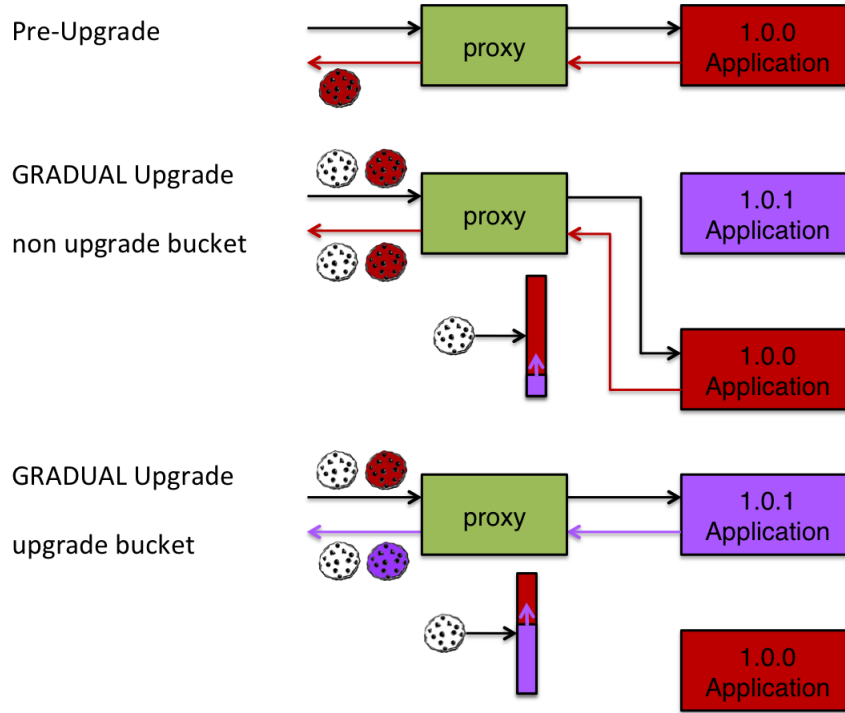 Pre-Upgrade
proxy
1.0.0
Application
GRADUAL Upgrade
non upgrade bucket
proxy
1.0.1
Application
1.0.0
Application
GRADUAL Upgrade
upgrade bucket
proxy
1.0.1
Application
1.0.0
Application